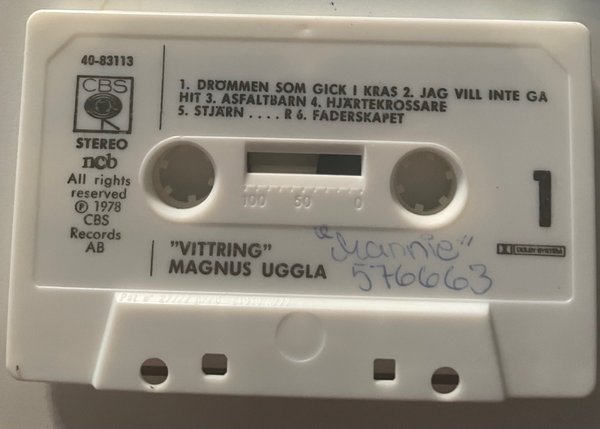 40-83113
CBS
STEREO
ncb
All rights
reserved
℗ 1978
CBS
Records
AB
1. DRÖMMEN SOM GICK I KRAS 2. JAG VILL INTE GA
HIT 3. ASFALTBARN 4. HJÄRTEKROSSARE
5. STJÄRN .... R 6. FADERSKAPET
100 50 0
1
"VITTRING"
MAGNUS UGGLA
"Mannie"
576663
DOLBY SYSTEM